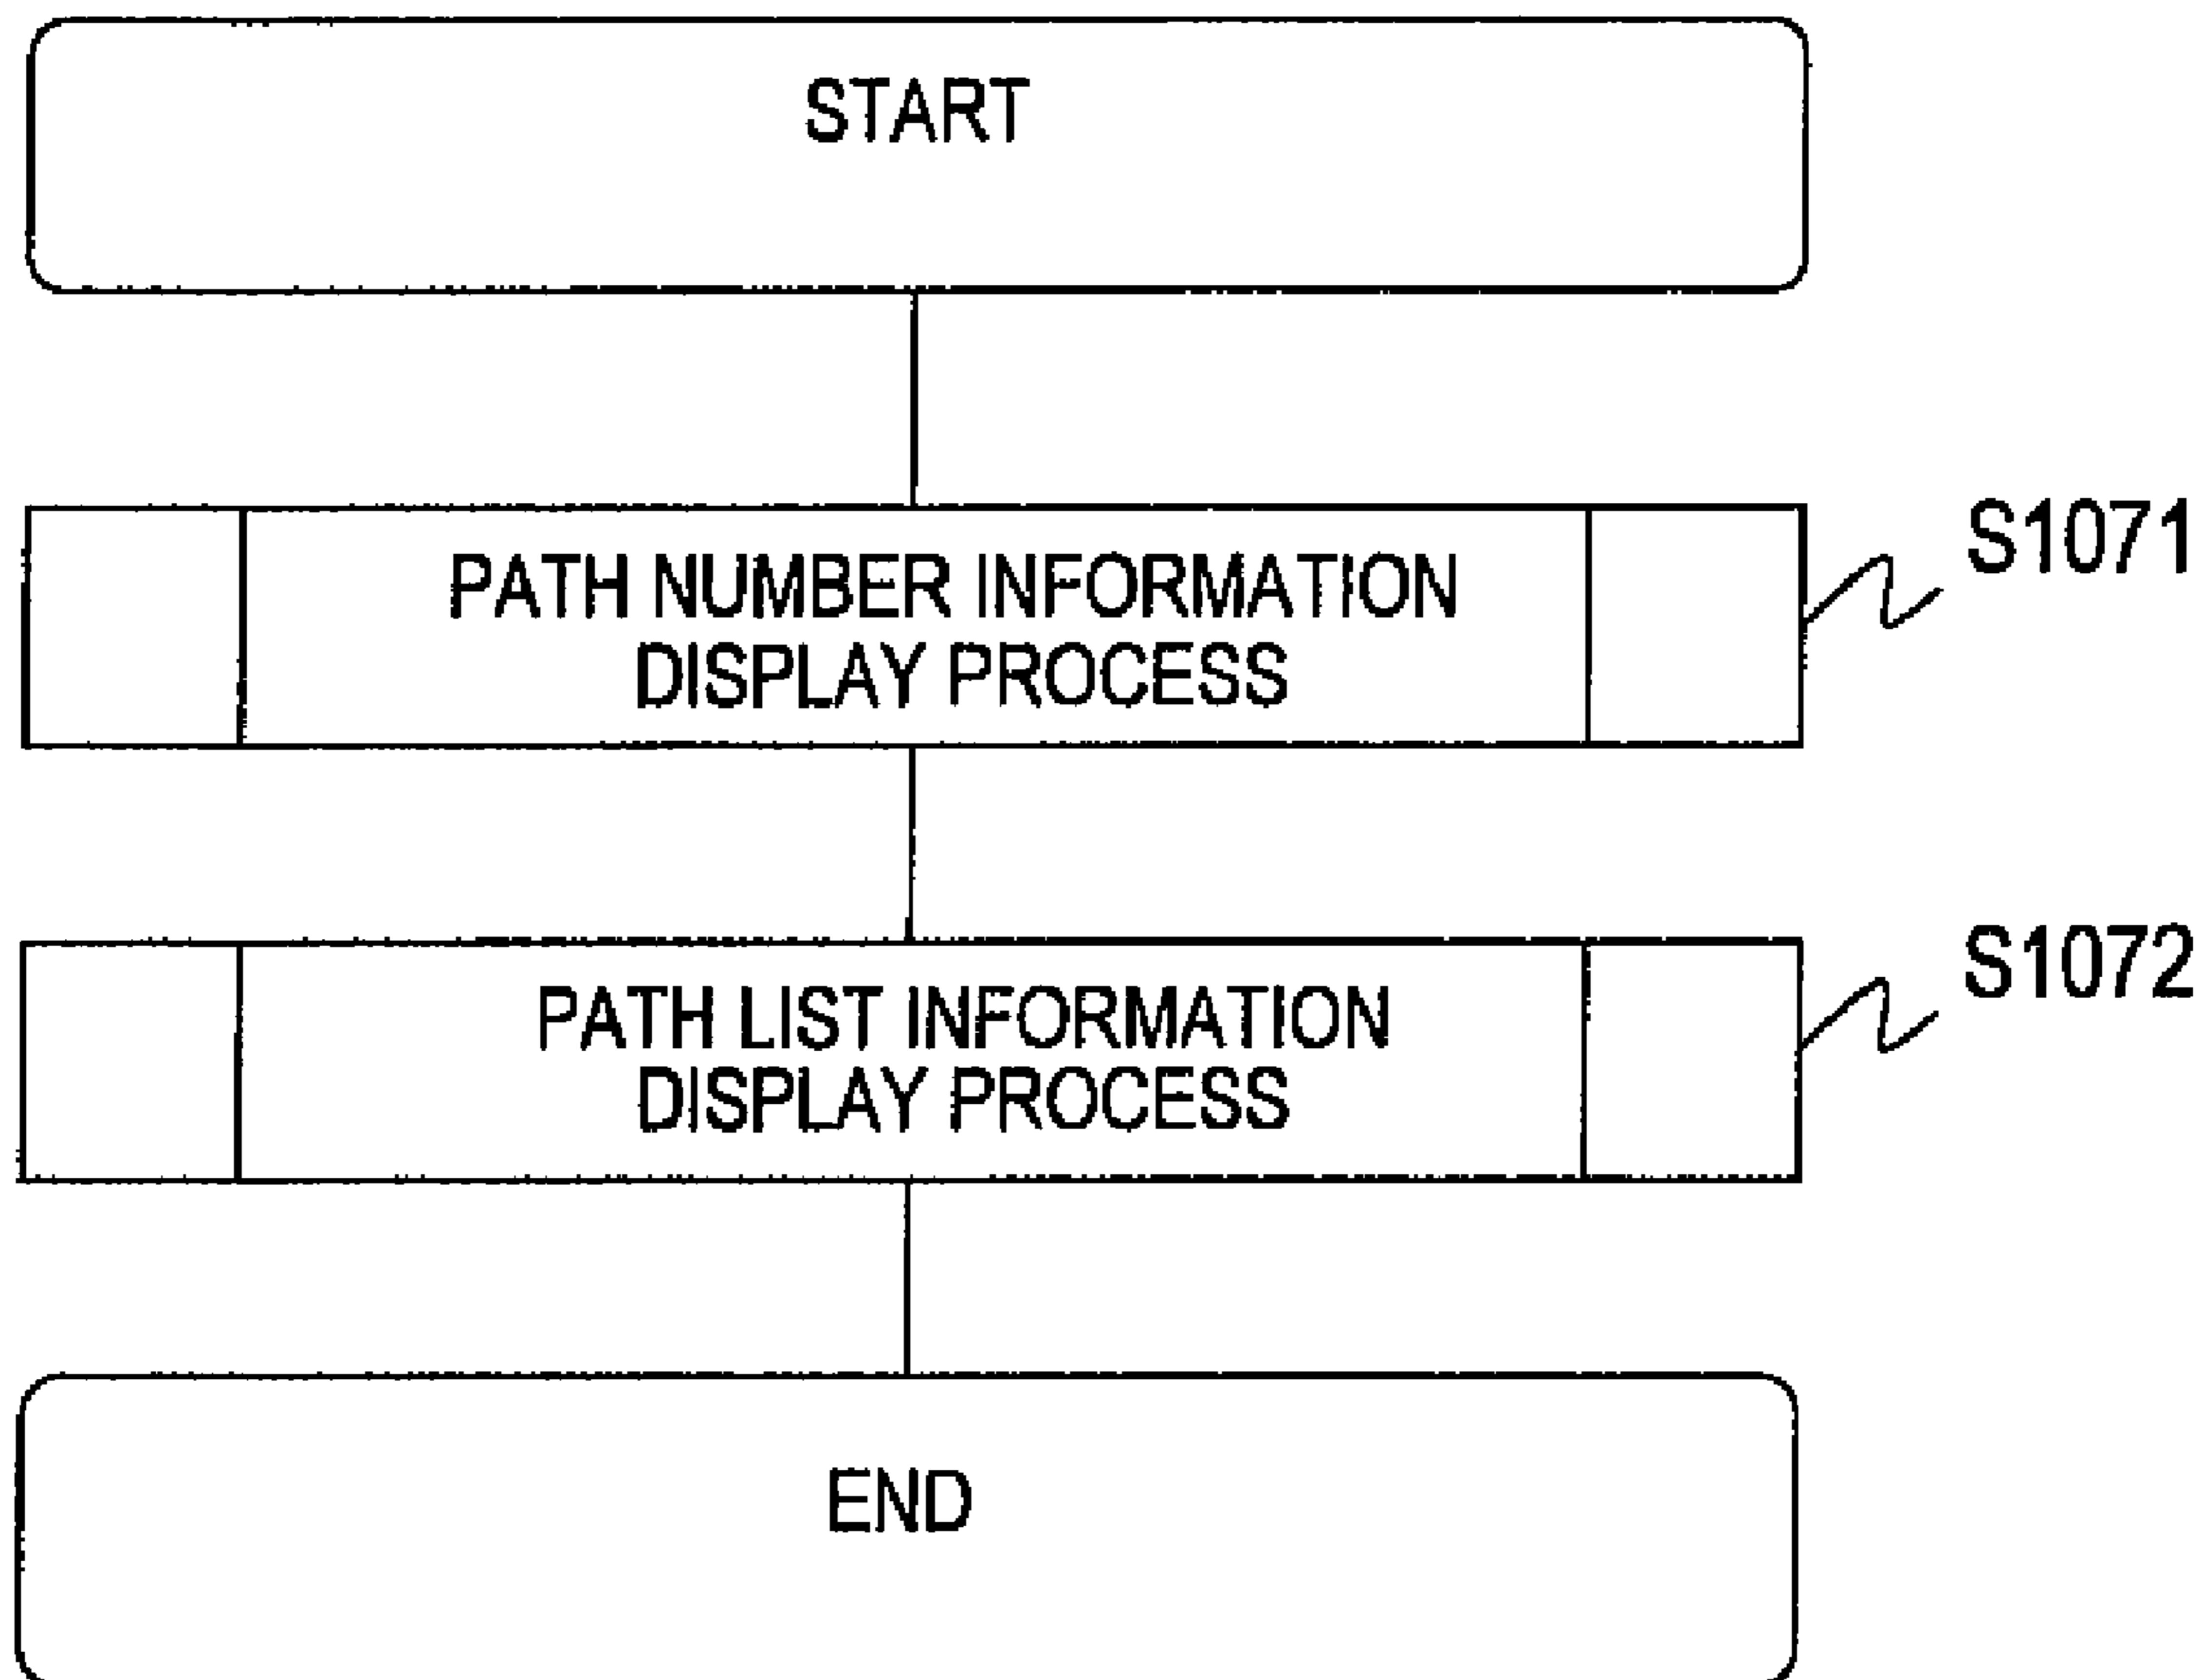 START
PATH NUMBER INFORMATION
DISPLAY PROCESS
S1071
PATH LIST INFORMATION
DISPLAY PROCESS
S1072
END